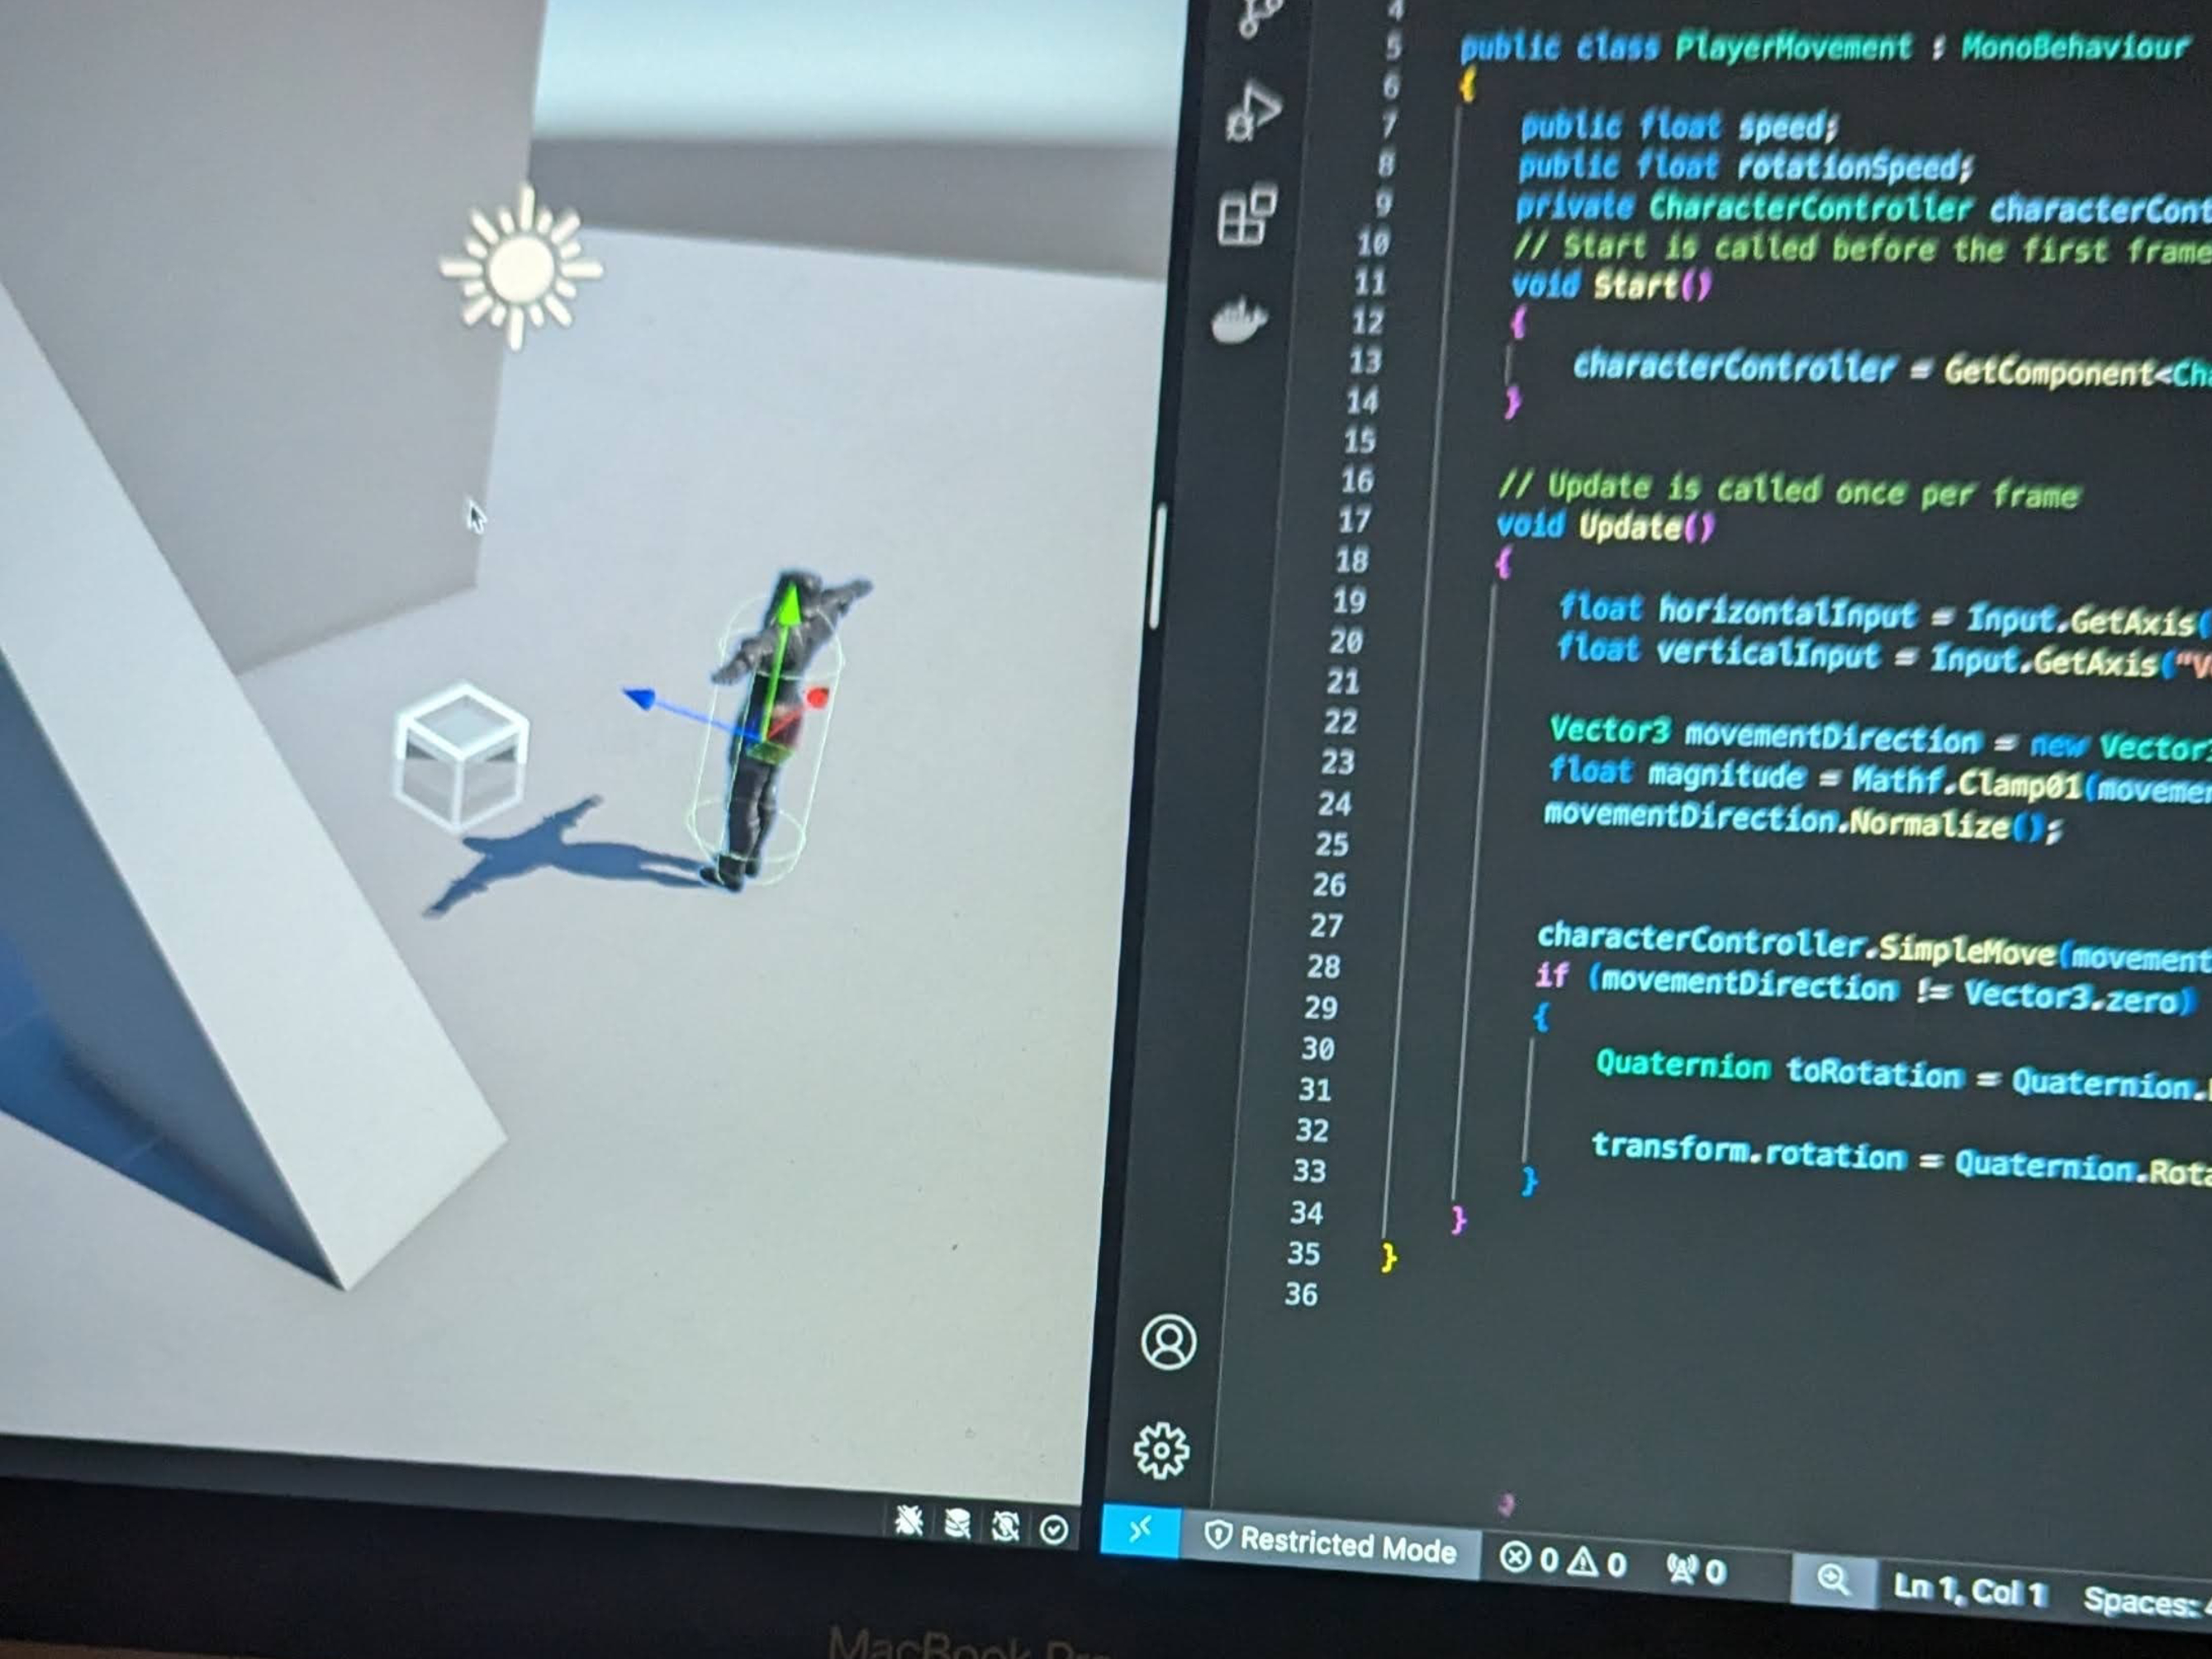 4
5 public class PlayerMovement : MonoBehaviour
6 {
7 public float speed;
8 public float rotationSpeed;
9 private CharacterController characterCont
10 // Start is called before the first frame
11 void Start()
12 {
13 characterController = GetComponent<Cha
14 }
15
16 // Update is called once per frame
17 void Update()
18 {
19 float horizontalInput = Input.GetAxis(
20 float verticalInput = Input.GetAxis("V
21
22 Vector3 movementDirection = new Vector3
23 float magnitude = Mathf.Clamp01(movemen
24 movementDirection.Normalize();
25
26
27 characterController.SimpleMove(movement
28 if (movementDirection != Vector3.zero)
29 {
30 Quaternion toRotation = Quaternion.
31
32 transform.rotation = Quaternion.Rota
33 }
34 }
35 }
36
Restricted Mode 0 0 0 Ln 1, Col 1 Spaces: 4
MacBook Pro